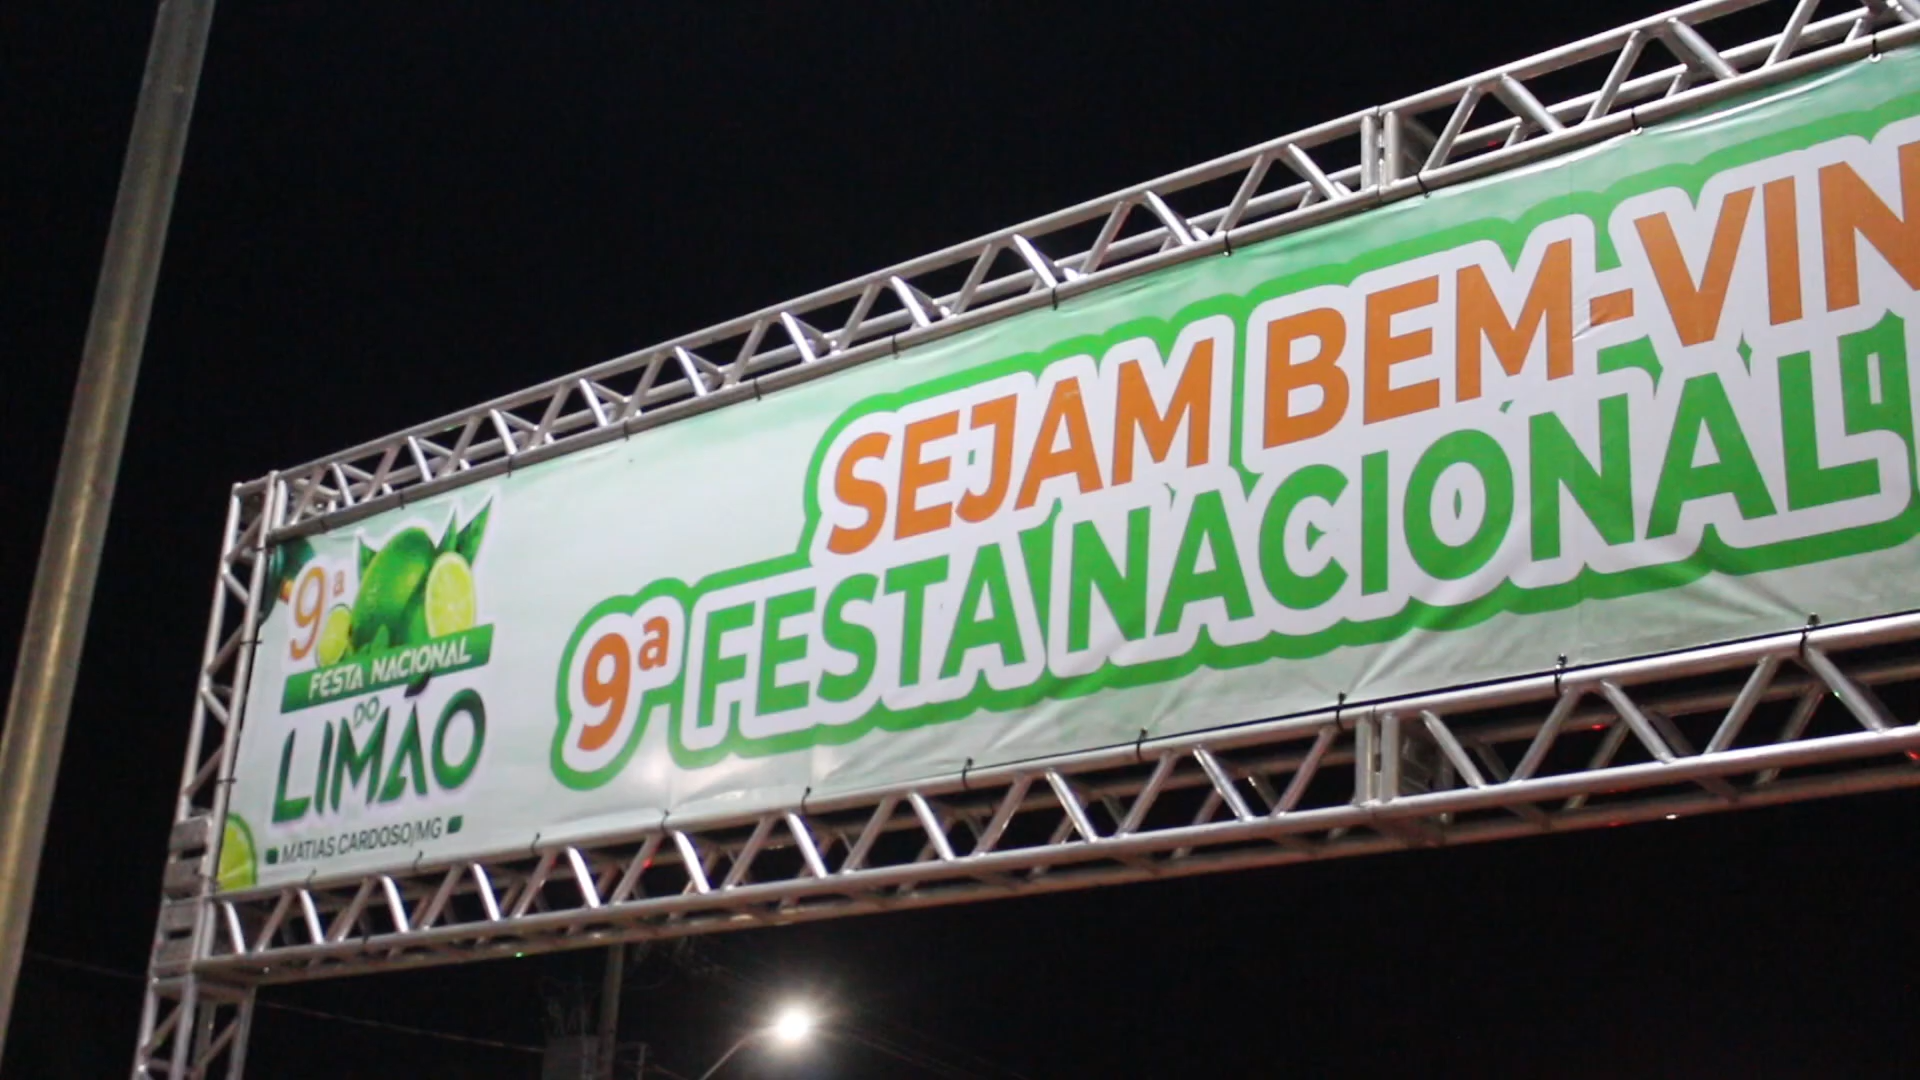 9ª
FESTA NACIONAL
DO
LIMÃO
MATIAS CARDOSO/MG
SEJAM BEM-VIN
9ª FESTA NACIONAL